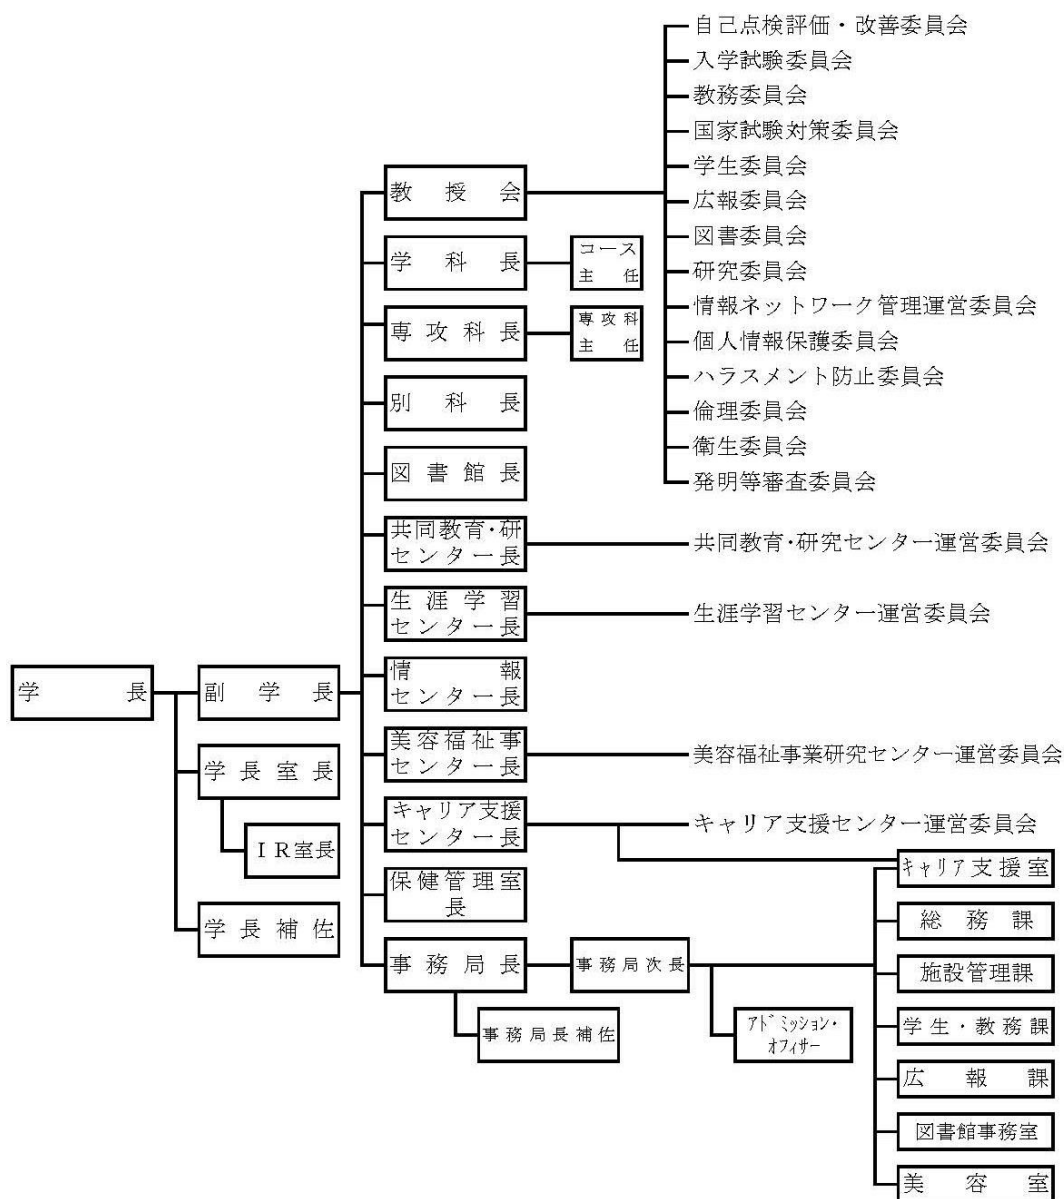 自己点検評価・改善委員会
入学試験委員会
教務委員会
国家試験対策委員会
学生委員会
教授会
広報委員会
図書委員会
学科長
コース
主任
研究委員会
情報ネットワーク管理運営委員会
専攻科長
専攻科
主任
個人情報保護委員会
ハラスメント防止委員会
別科長
倫理委員会
衛生委員会
図書館長
発明等審査委員会
共同教育・研
センター長
共同教育・研究センター運営委員会
生涯学習
センター長
生涯学習センター運営委員会
学長
副学長
情報
センター長
美容福祉事
センター長
美容福祉事業研究センター運営委員会
学長室長
キャリア支援
センター長
キャリア支援センター運営委員会
IR室長
キャリア支援室
保健管理室
長
学長補佐
総務課
事務局長
事務局次長
施設管理課
事務局長補佐
アドミッション・
オフィサー
学生・教務課
広報課
図書館事務室
美容室